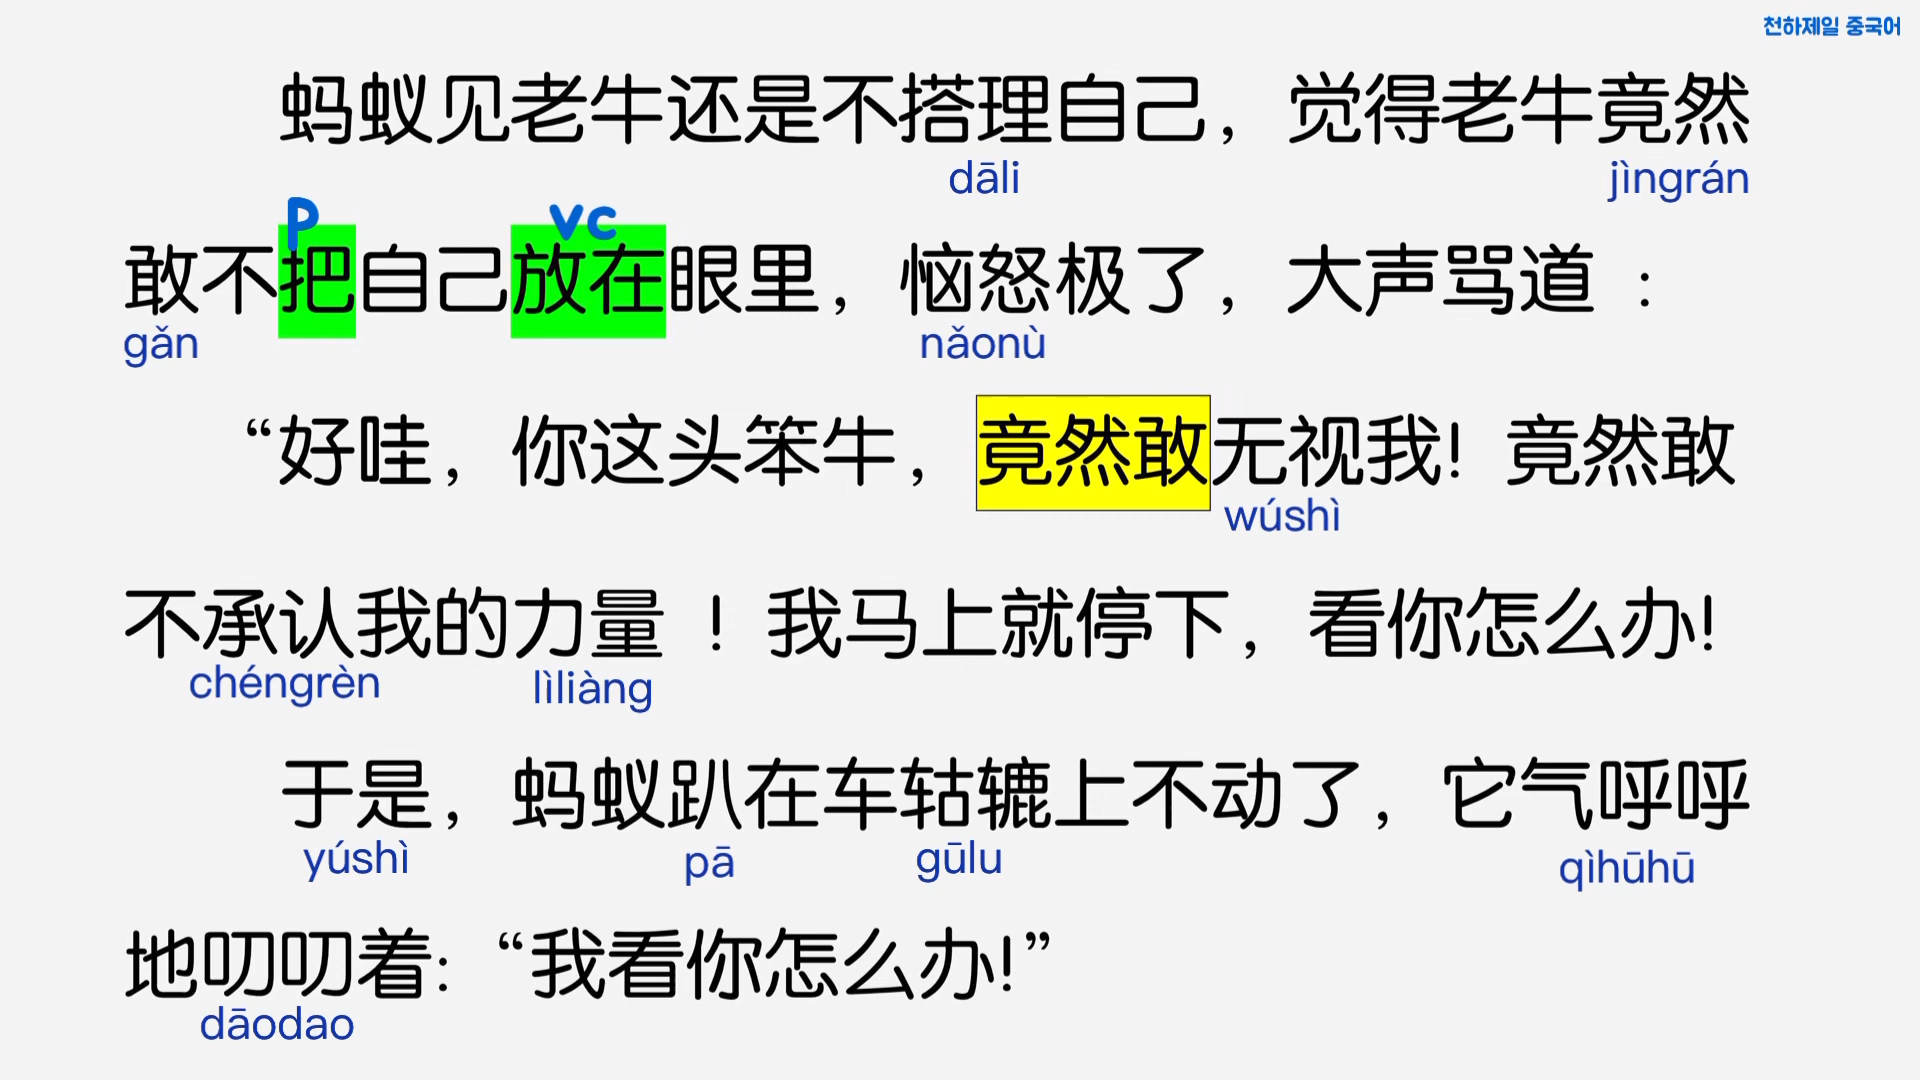 천하제일 중국어
蚂蚁见老牛还是不搭理自己，觉得老牛竟然
dāli jìngrán
P vc
敢不把自己放在眼里，恼怒极了，大声骂道：
gǎn nǎonù
“好哇，你这头笨牛，竟然敢无视我！竟然敢
wúshì
不承认我的力量！我马上就停下，看你怎么办！
chéngrèn lìliàng
于是，蚂蚁趴在车轱辘上不动了，它气呼呼
yúshì pā gūlu qìhūhū
地叨叨着：“我看你怎么办！”
dāodao